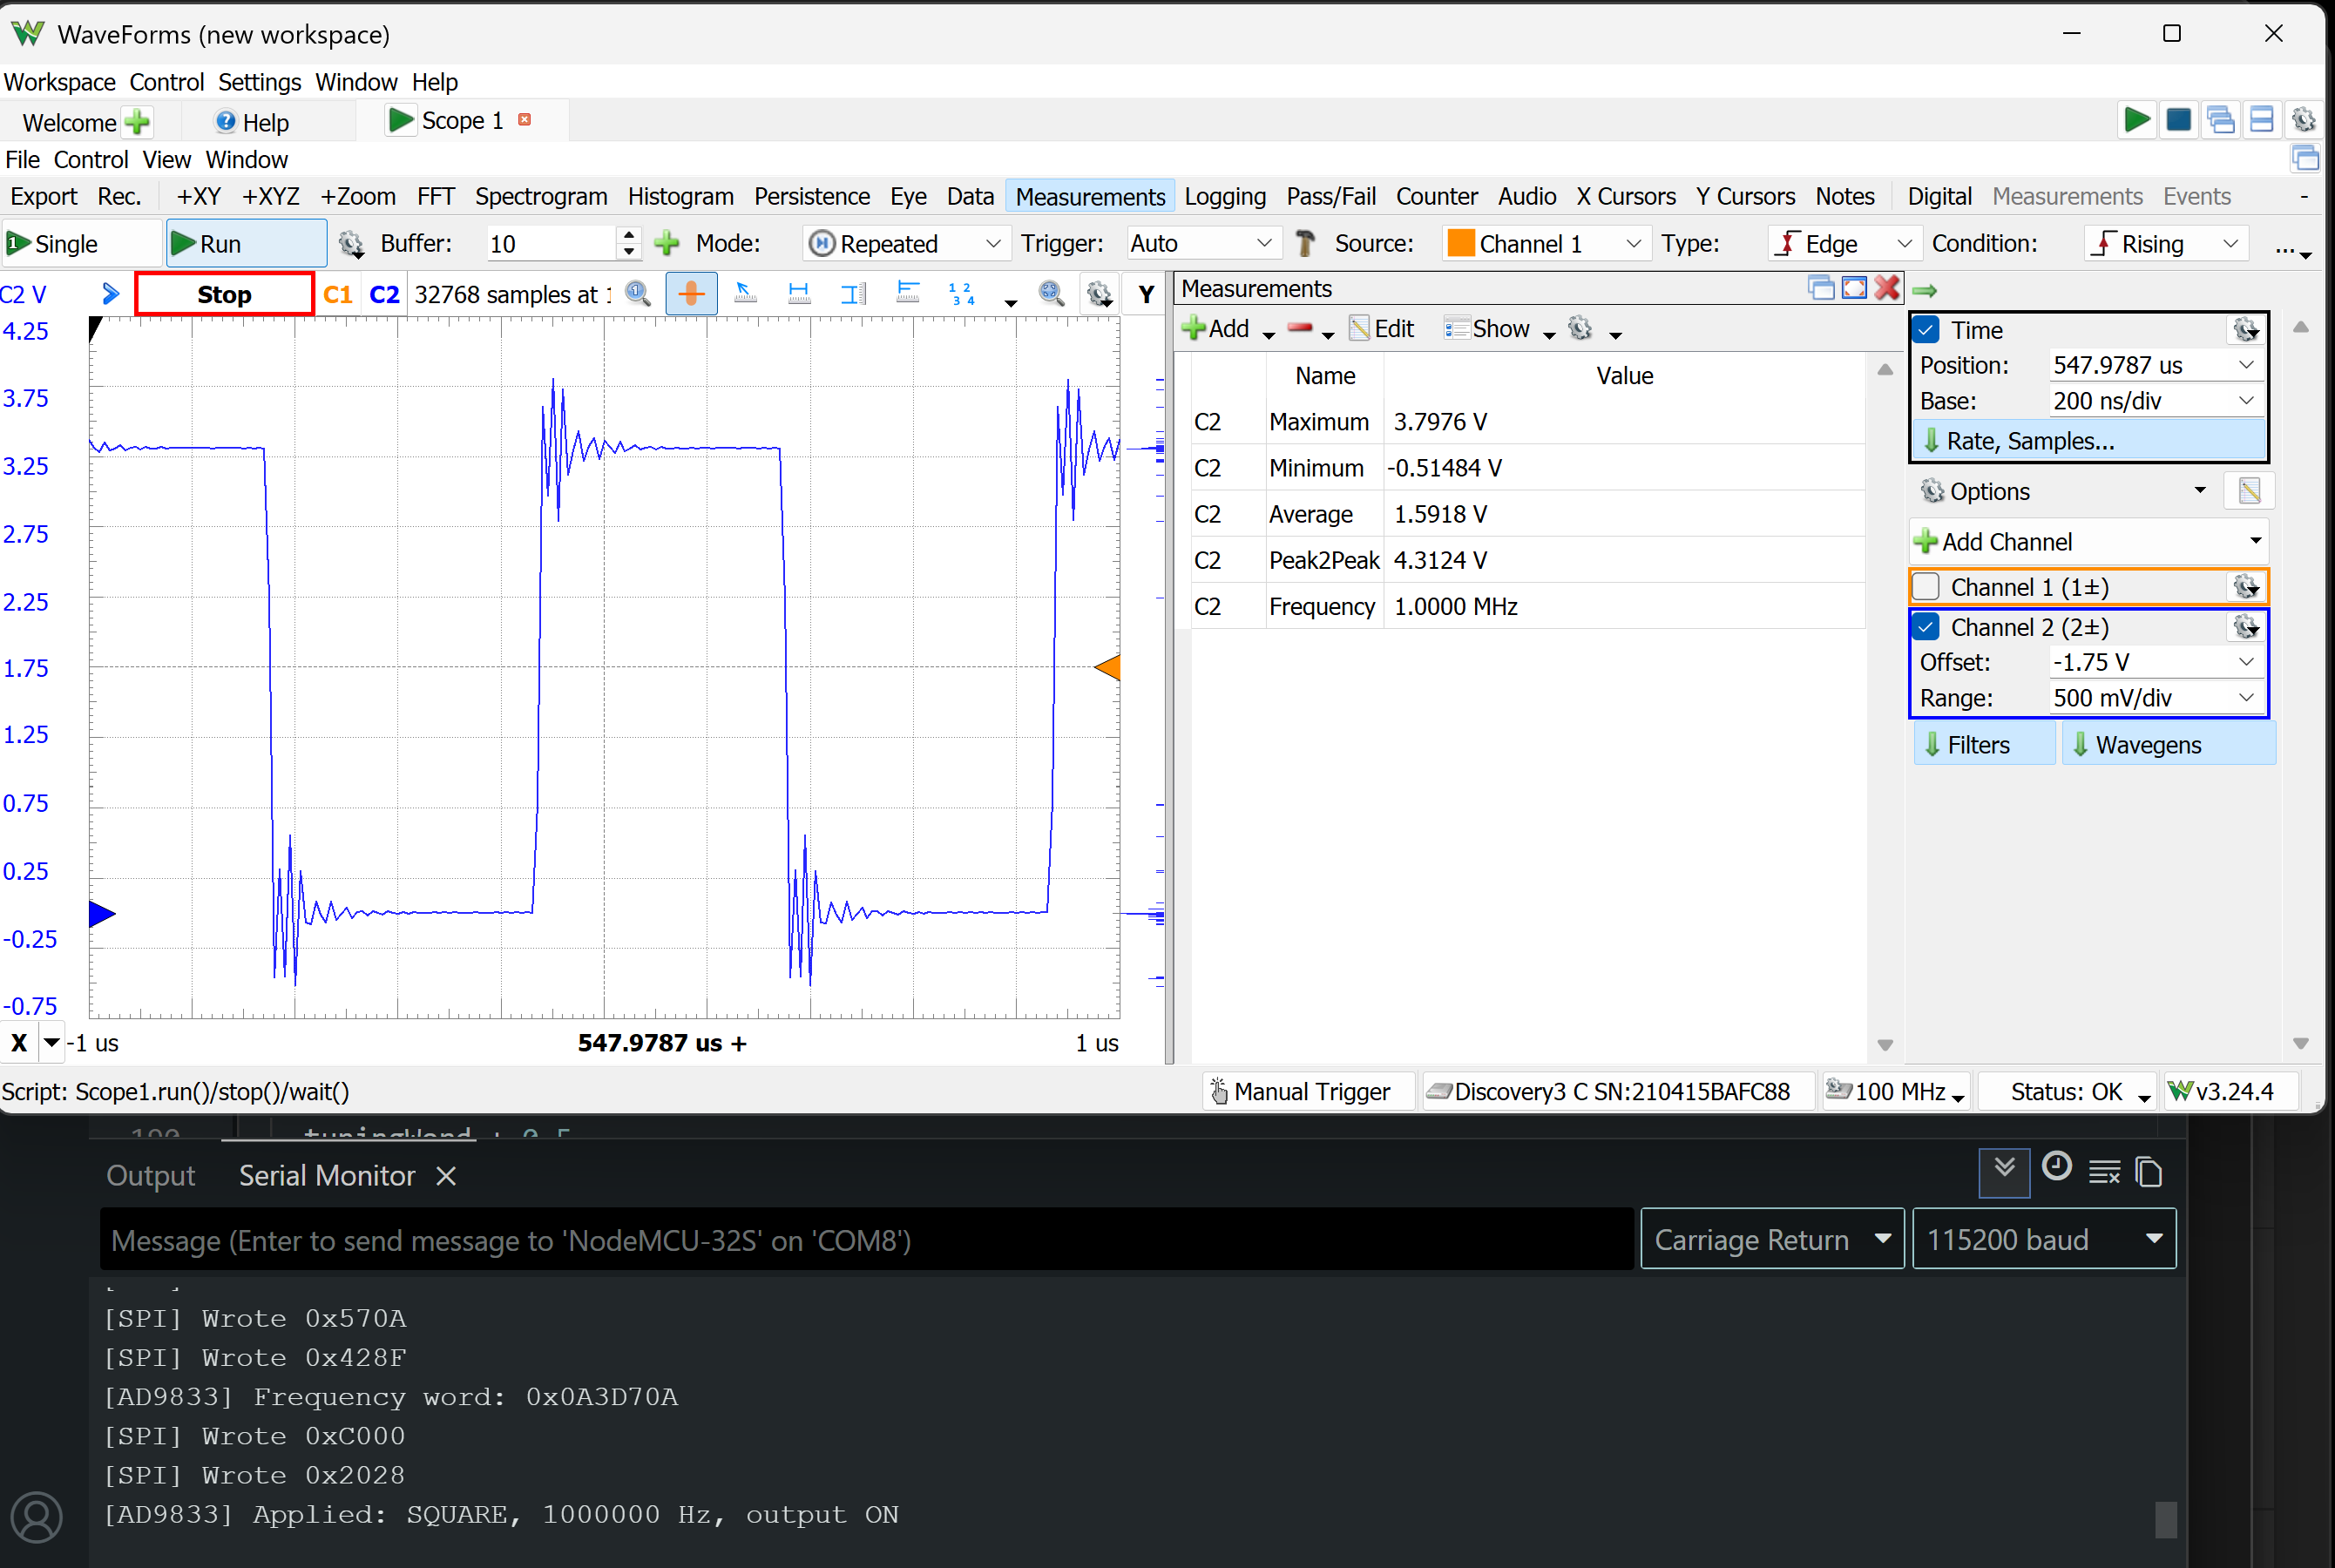 WaveForms (new workspace)
Workspace Control Settings Window Help
Welcome Help Scope 1
File Control View Window
Export Rec. +XY +XYZ +Zoom FFT Spectrogram Histogram Persistence Eye Data Measurements Logging Pass/Fail Counter Audio X Cursors Y Cursors Notes Digital Measurements Events -
Single Run Buffer: 10 Mode: Repeated Trigger: Auto Source: Channel 1 Type: Edge Condition: Rising ...
C2 V Stop C1 C2 32768 samples at 1 Y
Measurements
Add Edit Show
Name Value
C2 Maximum 3.7976 V
C2 Minimum -0.51484 V
C2 Average 1.5918 V
C2 Peak2Peak 4.3124 V
C2 Frequency 1.0000 MHz
Time
Position: 547.9787 us
Base: 200 ns/div
Rate, Samples...
Options
Add Channel
Channel 1 (1±)
Channel 2 (2±)
Offset: -1.75 V
Range: 500 mV/div
Filters Wavegens
4.25
3.75
3.25
2.75
2.25
1.75
1.25
0.75
0.25
-0.25
-0.75
X -1 us 547.9787 us + 1 us
Script: Scope1.run()/stop()/wait() Manual Trigger Discovery3 C SN:210415BAFC88 100 MHz Status: OK v3.24.4
Output Serial Monitor
Message (Enter to send message to 'NodeMCU-32S' on 'COM8') Carriage Return 115200 baud
[SPI] Wrote 0x570A
[SPI] Wrote 0x428F
[AD9833] Frequency word: 0x0A3D70A
[SPI] Wrote 0xC000
[SPI] Wrote 0x2028
[AD9833] Applied: SQUARE, 1000000 Hz, output ON